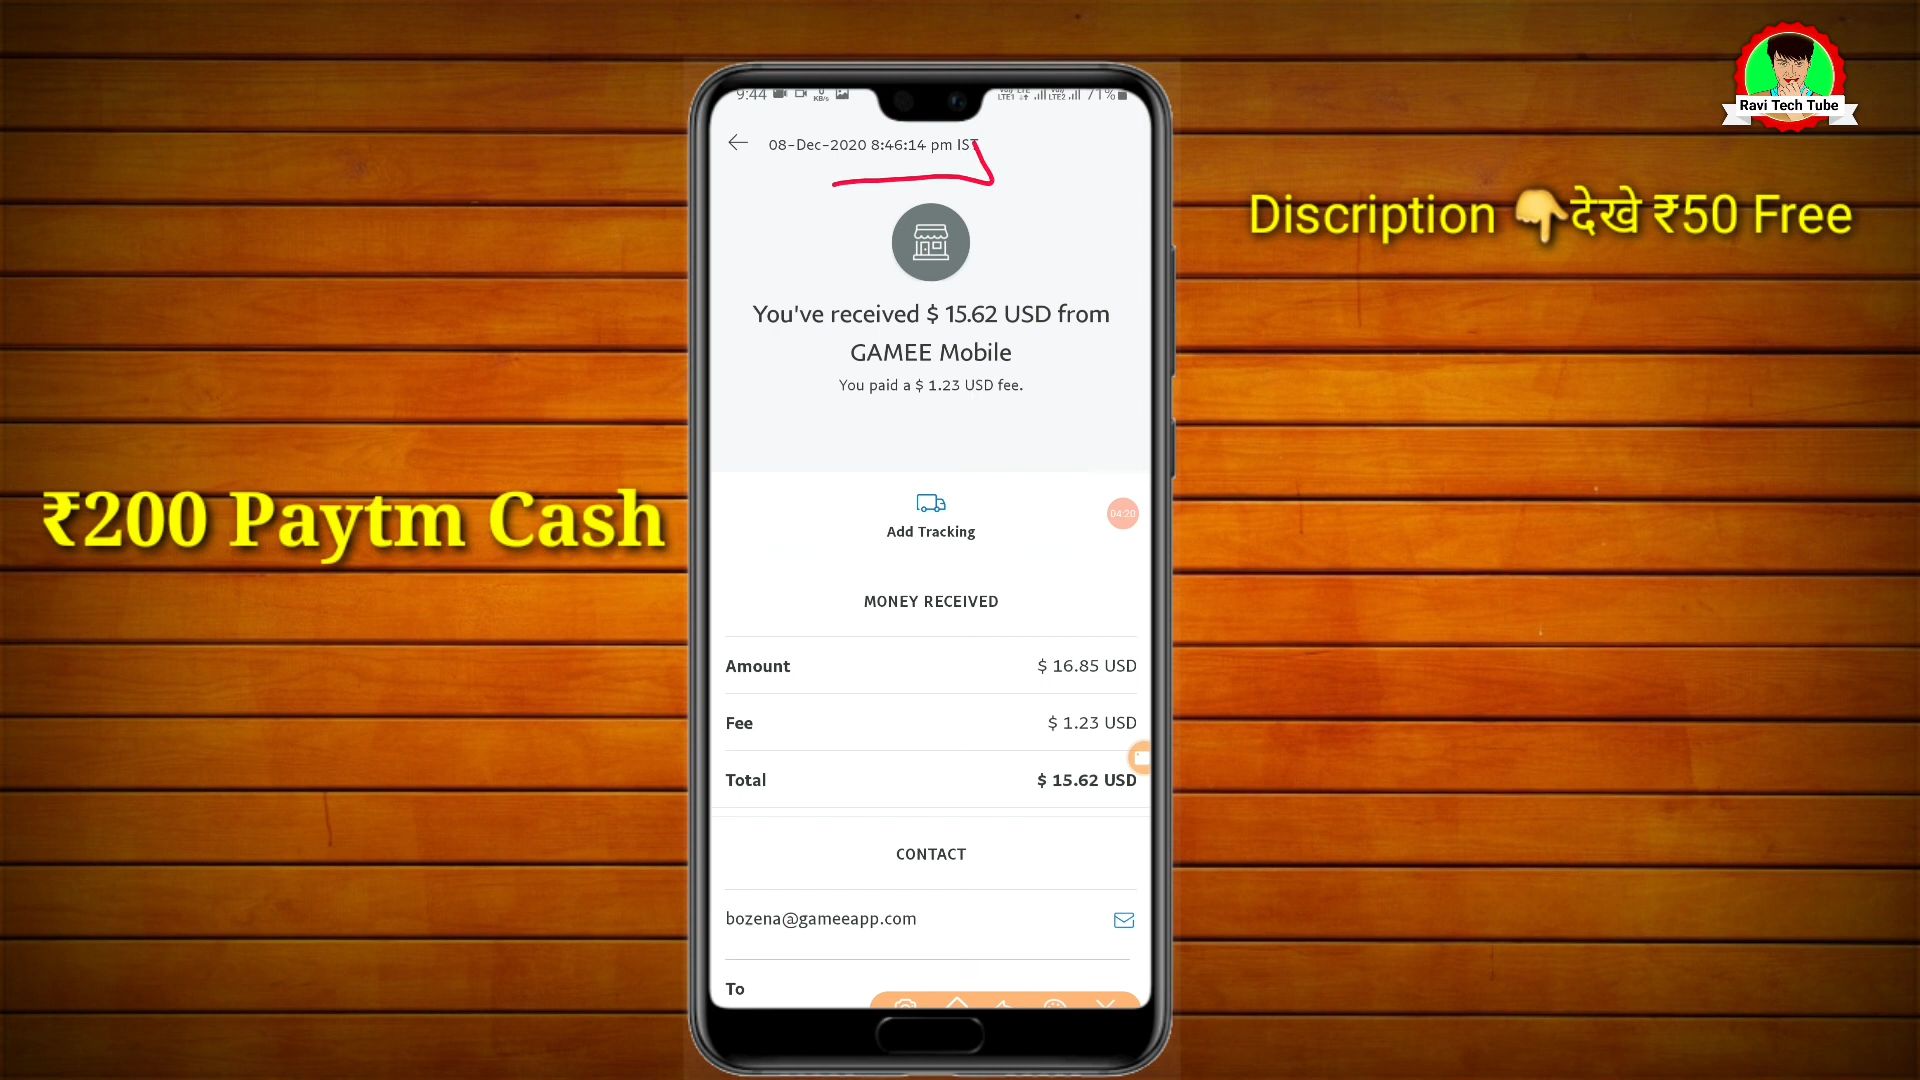 Ravi Tech Tube
Discription 👇देखे ₹50 Free
₹200 Paytm Cash
9:44
KB/s
LTE1
LTE2
71%
08-Dec-2020 8:46:14 pm IST
You've received $ 15.62 USD from
GAMEE Mobile
You paid a $ 1.23 USD fee.
Add Tracking
04:20
MONEY RECEIVED
Amount $ 16.85 USD
Fee $ 1.23 USD
Total $ 15.62 USD
CONTACT
bozena@gameeapp.com
To